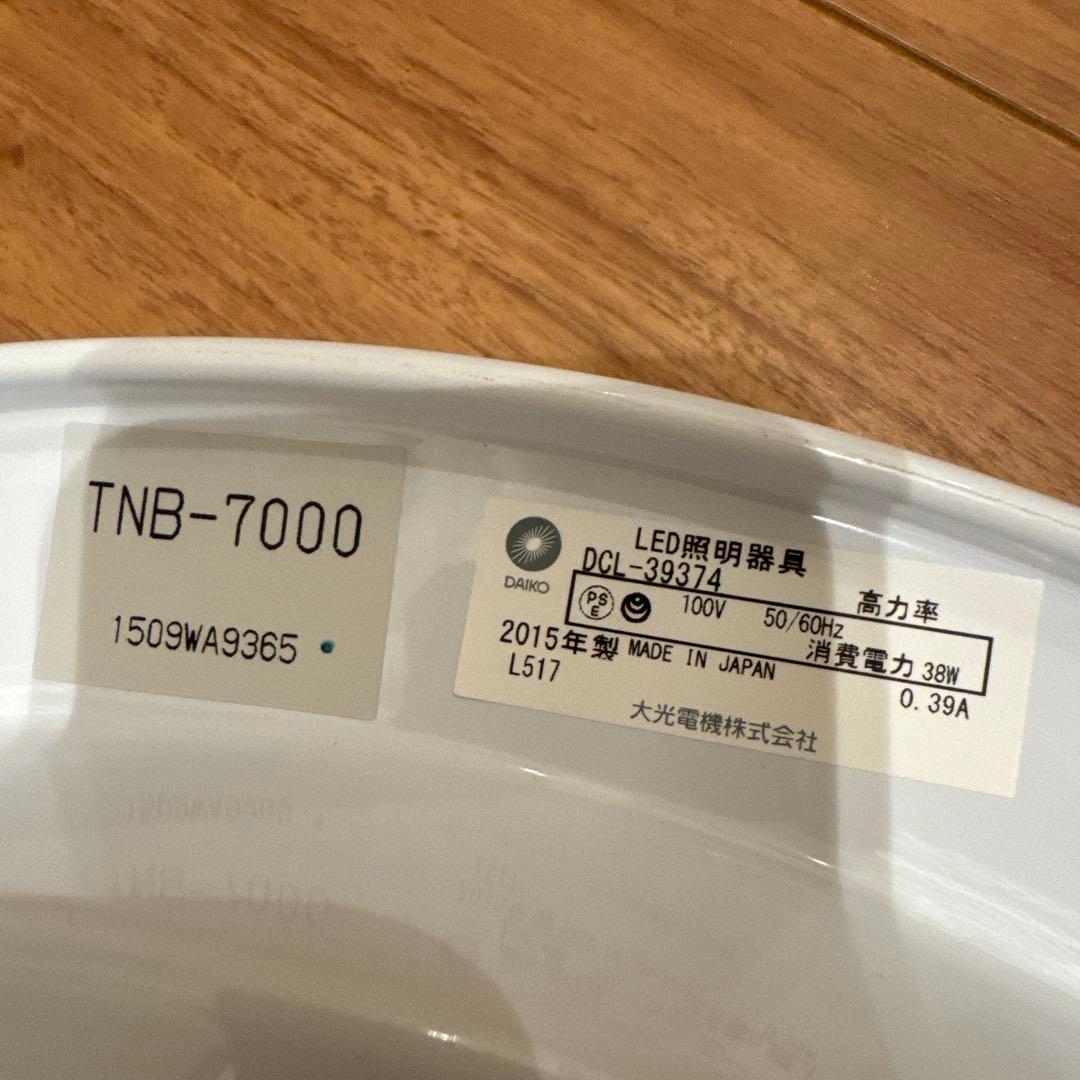 TNB-7000
1509WA9365
DAIKO
LED照明器具
DCL-39374
高力率
PS
E
100V 50/60Hz
消費電力 38W
2015年製 MADE IN JAPAN
0.39A
L517
大光電機株式会社